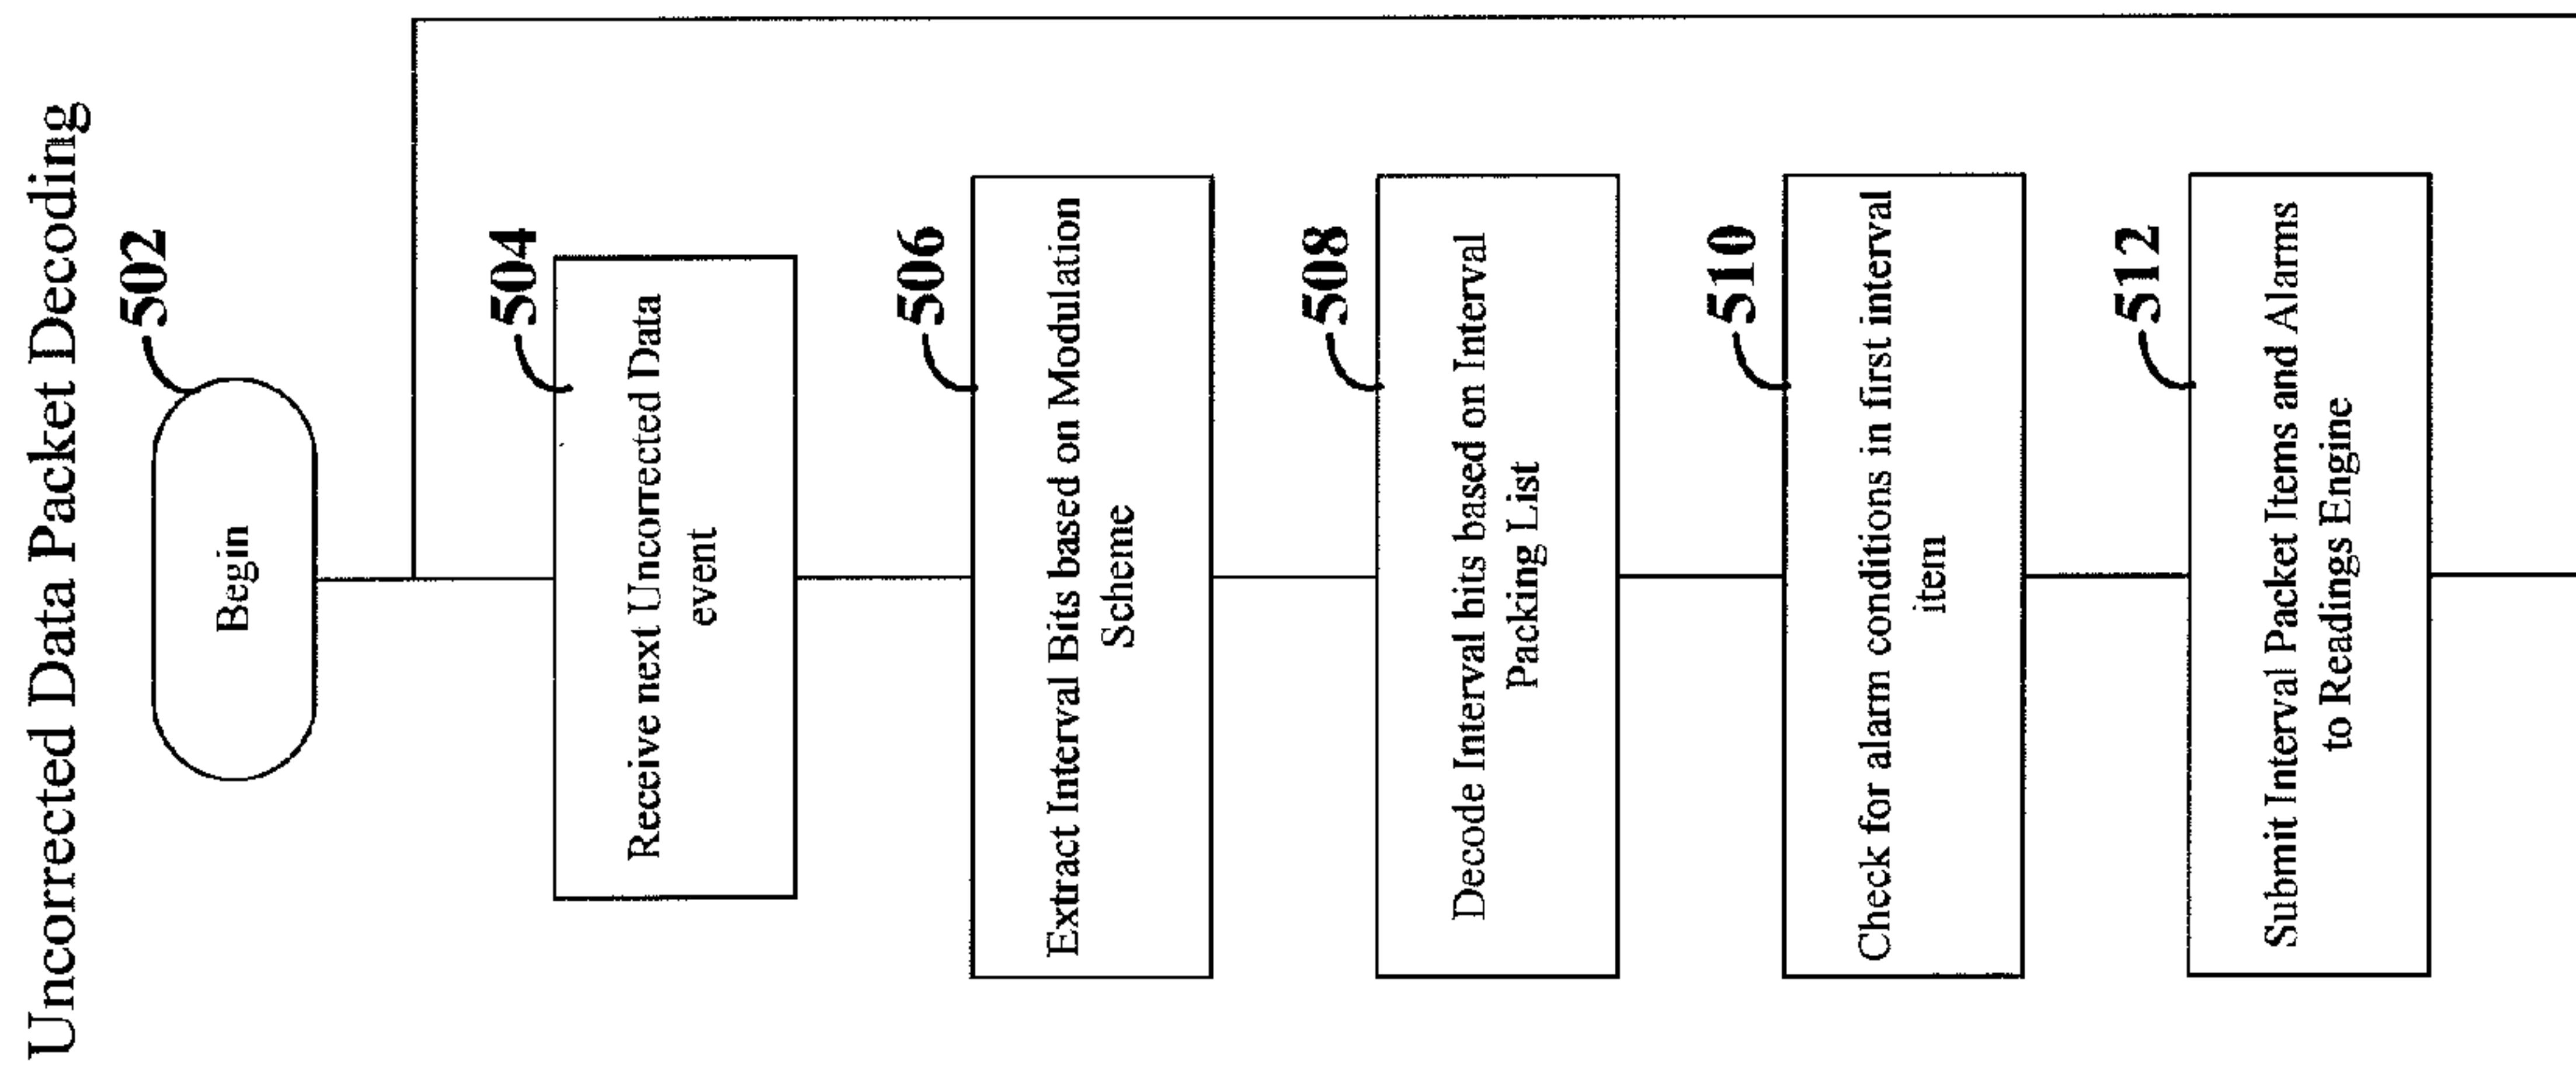 Uncorrected Data Packet Decoding
502
Begin
504
Receive next Uncorrected Data
event
506
Extract Interval Bits based on Modulation
Scheme
508
Decode Interval bits based on Interval
Packing List
510
Check for alarm conditions in first interval
item
512
Submit Interval Packet Items and Alarms
to Readings Engine